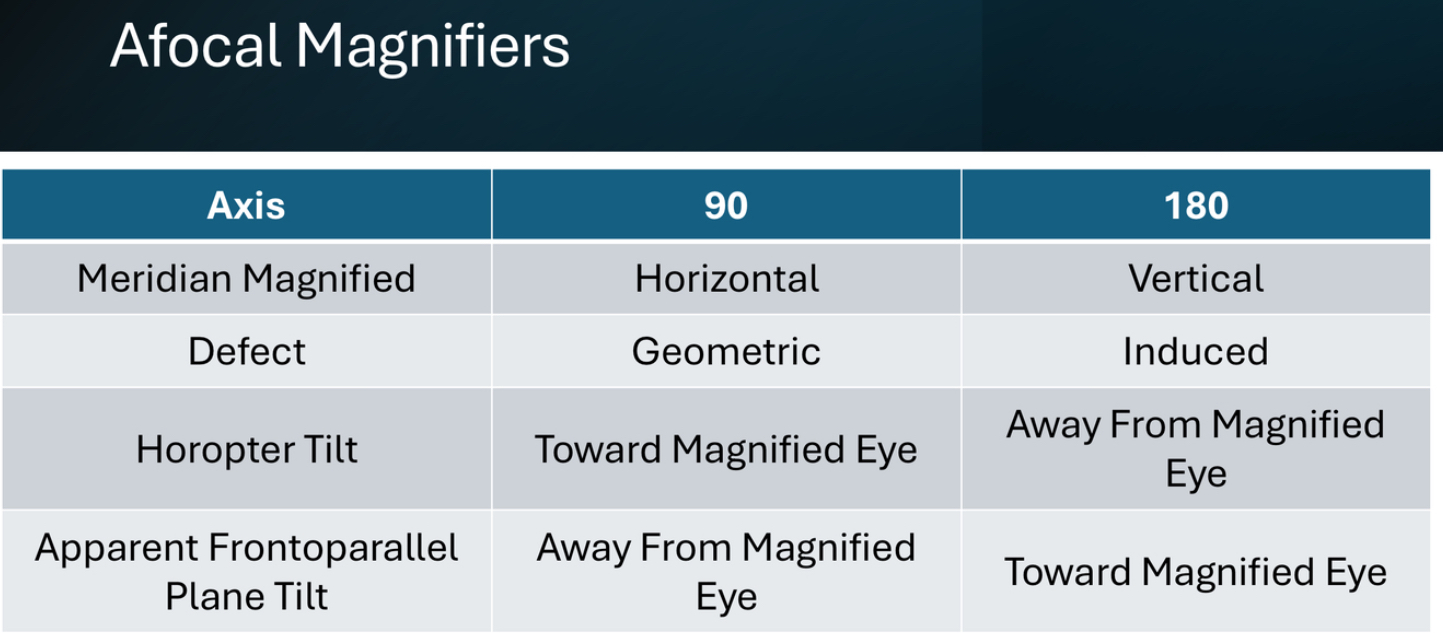 Afocal Magnifiers
Axis
90
180
Meridian Magnified
Horizontal
Vertical
Defect
Geometric
Induced
Horopter Tilt
Toward Magnified Eye
Away From Magnified
Eye
Apparent Frontoparallel
Plane Tilt
Away From Magnified
Eye
Toward Magnified Eye